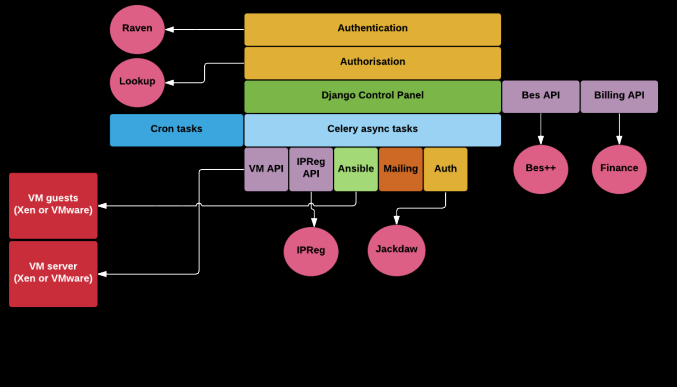 Raven
Authentication
Lookup
Authorisation
Django Control Panel
Bes API
Billing API
Cron tasks
Celery async tasks
VM API
IPReg
API
Ansible
Mailing
Auth
Bes++
Finance
VM guests
(Xen or VMware)
IPReg
Jackdaw
VM server
(Xen or VMware)